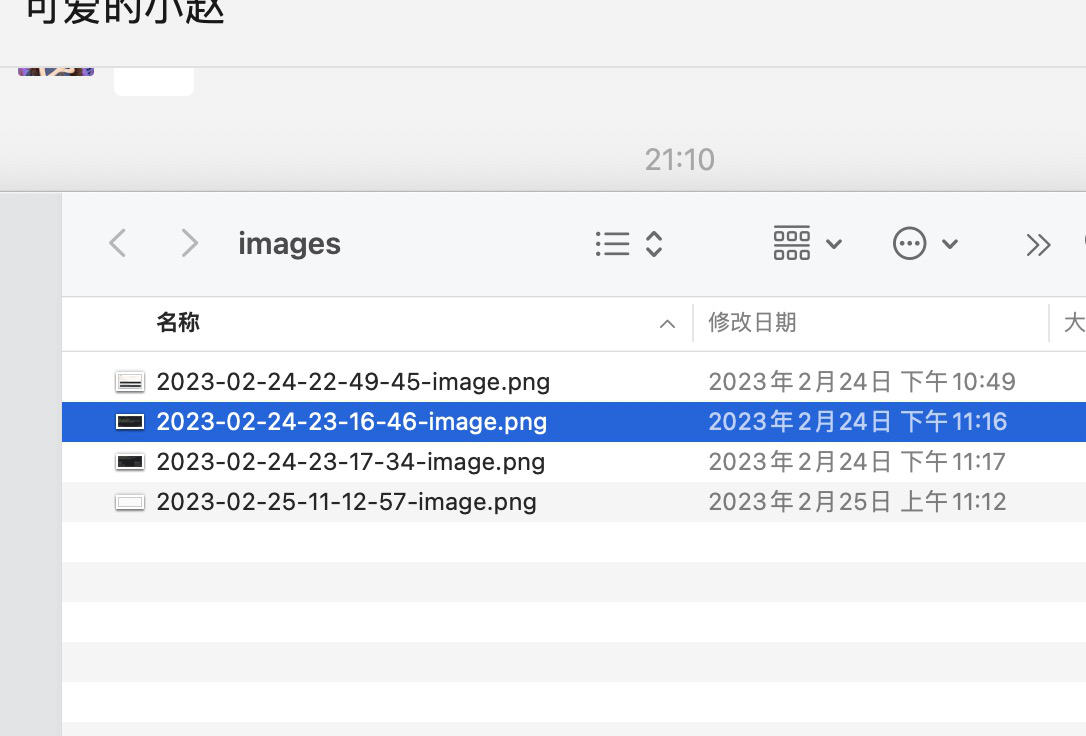 可爱的小赵
21:10
images
名称 修改日期 大
2023-02-24-22-49-45-image.png 2023年2月24日 下午10:49
2023-02-24-23-16-46-image.png 2023年2月24日 下午11:16
2023-02-24-23-17-34-image.png 2023年2月24日 下午11:17
2023-02-25-11-12-57-image.png 2023年2月25日 上午11:12